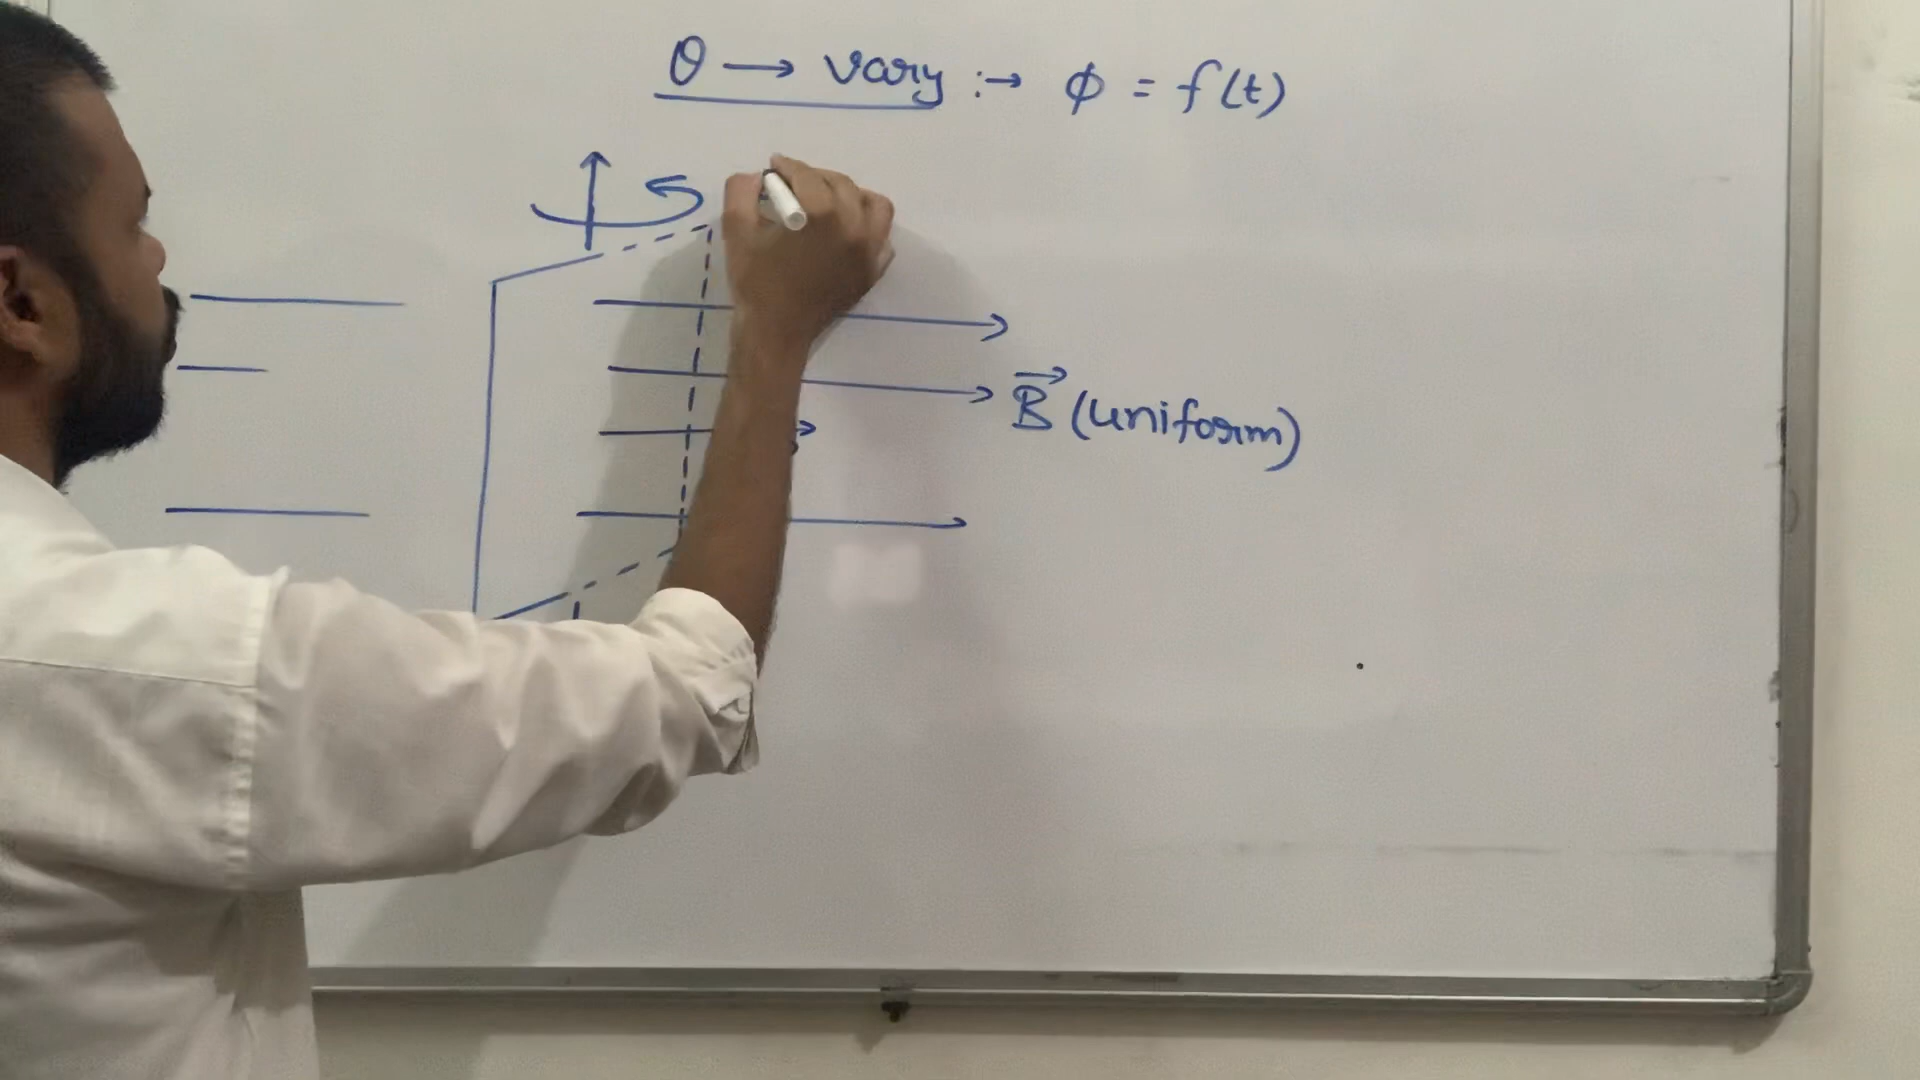 θ → vary :→ ϕ = f(t)
B⃗ (uniform)